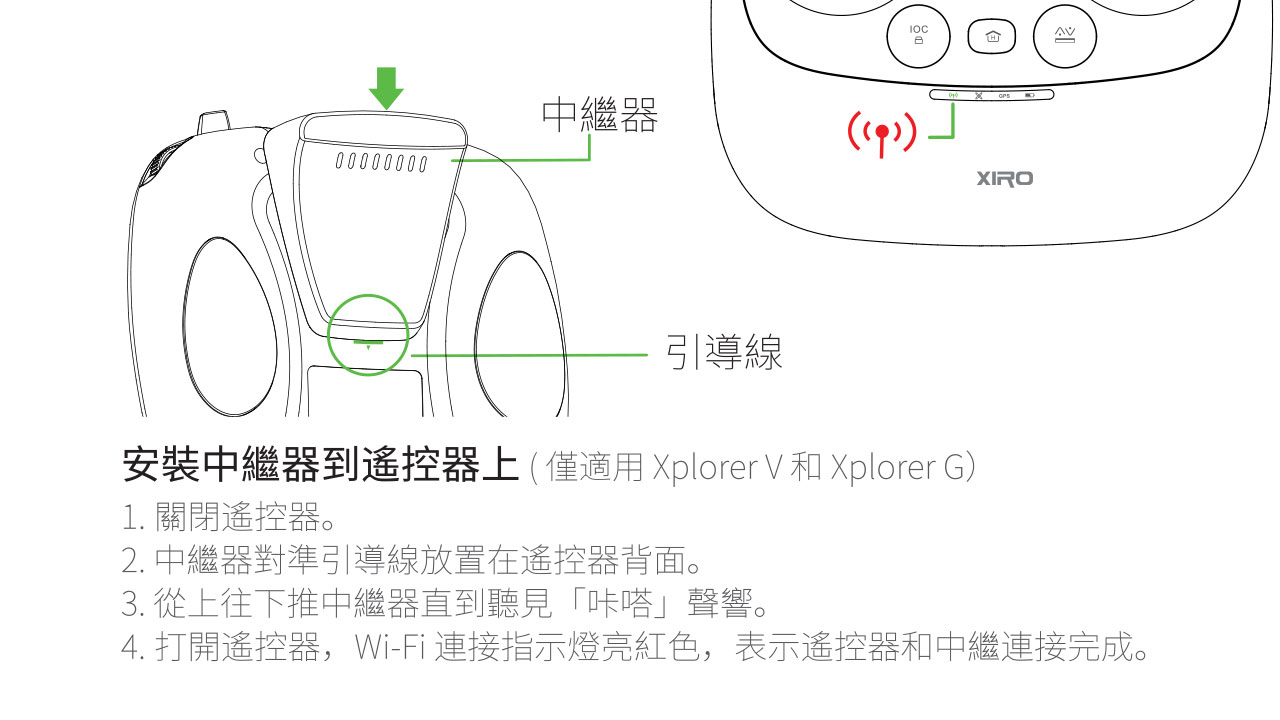 IOC
H
GPS
中繼器
XIRO
引導線
安裝中繼器到遙控器上 ( 僅適用 Xplorer V 和 Xplorer G）
1. 關閉遙控器。
2. 中繼器對準引導線放置在遙控器背面。
3. 從上往下推中繼器直到聽見「咔嗒」聲響。
4. 打開遙控器，Wi-Fi 連接指示燈亮紅色，表示遙控器和中繼連接完成。